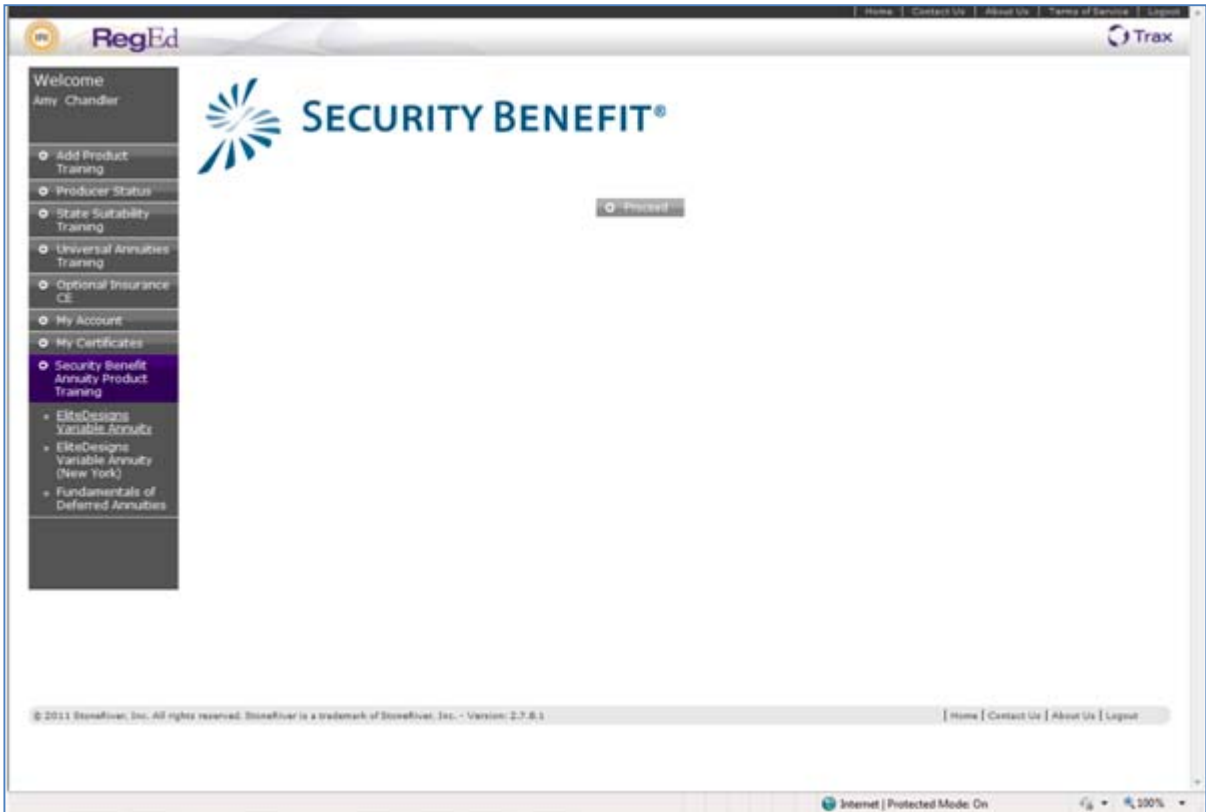 | Home | Contact Us | About Us | Terms of Service | Logout
RegEd
Trax
Welcome
Amy Chandler
SECURITY BENEFIT®
Add Product
Training
Producer Status
State Suitability
Training
Universal Annuities
Training
Optional Insurance
CE
My Account
My Certificates
Security Benefit
Annuity Product
Training
EliteDesigns
Variable Annuity
EliteDesigns
Variable Annuity
(New York)
Fundamentals of
Deferred Annuities
Proceed
© 2011 StoneRiver, Inc. All rights reserved. StoneRiver is a trademark of StoneRiver, Inc. - Version: 2.7.8.1
| Home | Contact Us | About Us | Logout
Internet | Protected Mode: On
100%